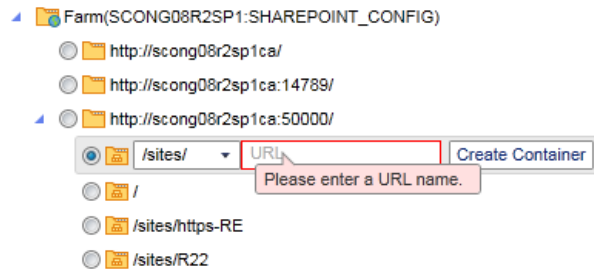 Farm(SCONG08R2SP1:SHAREPOINT_CONFIG)
http://scong08r2sp1ca/
http://scong08r2sp1ca:14789/
http://scong08r2sp1ca:50000/
/sites/ URL Create Container
Please enter a URL name.
/
/sites/https-RE
/sites/R22